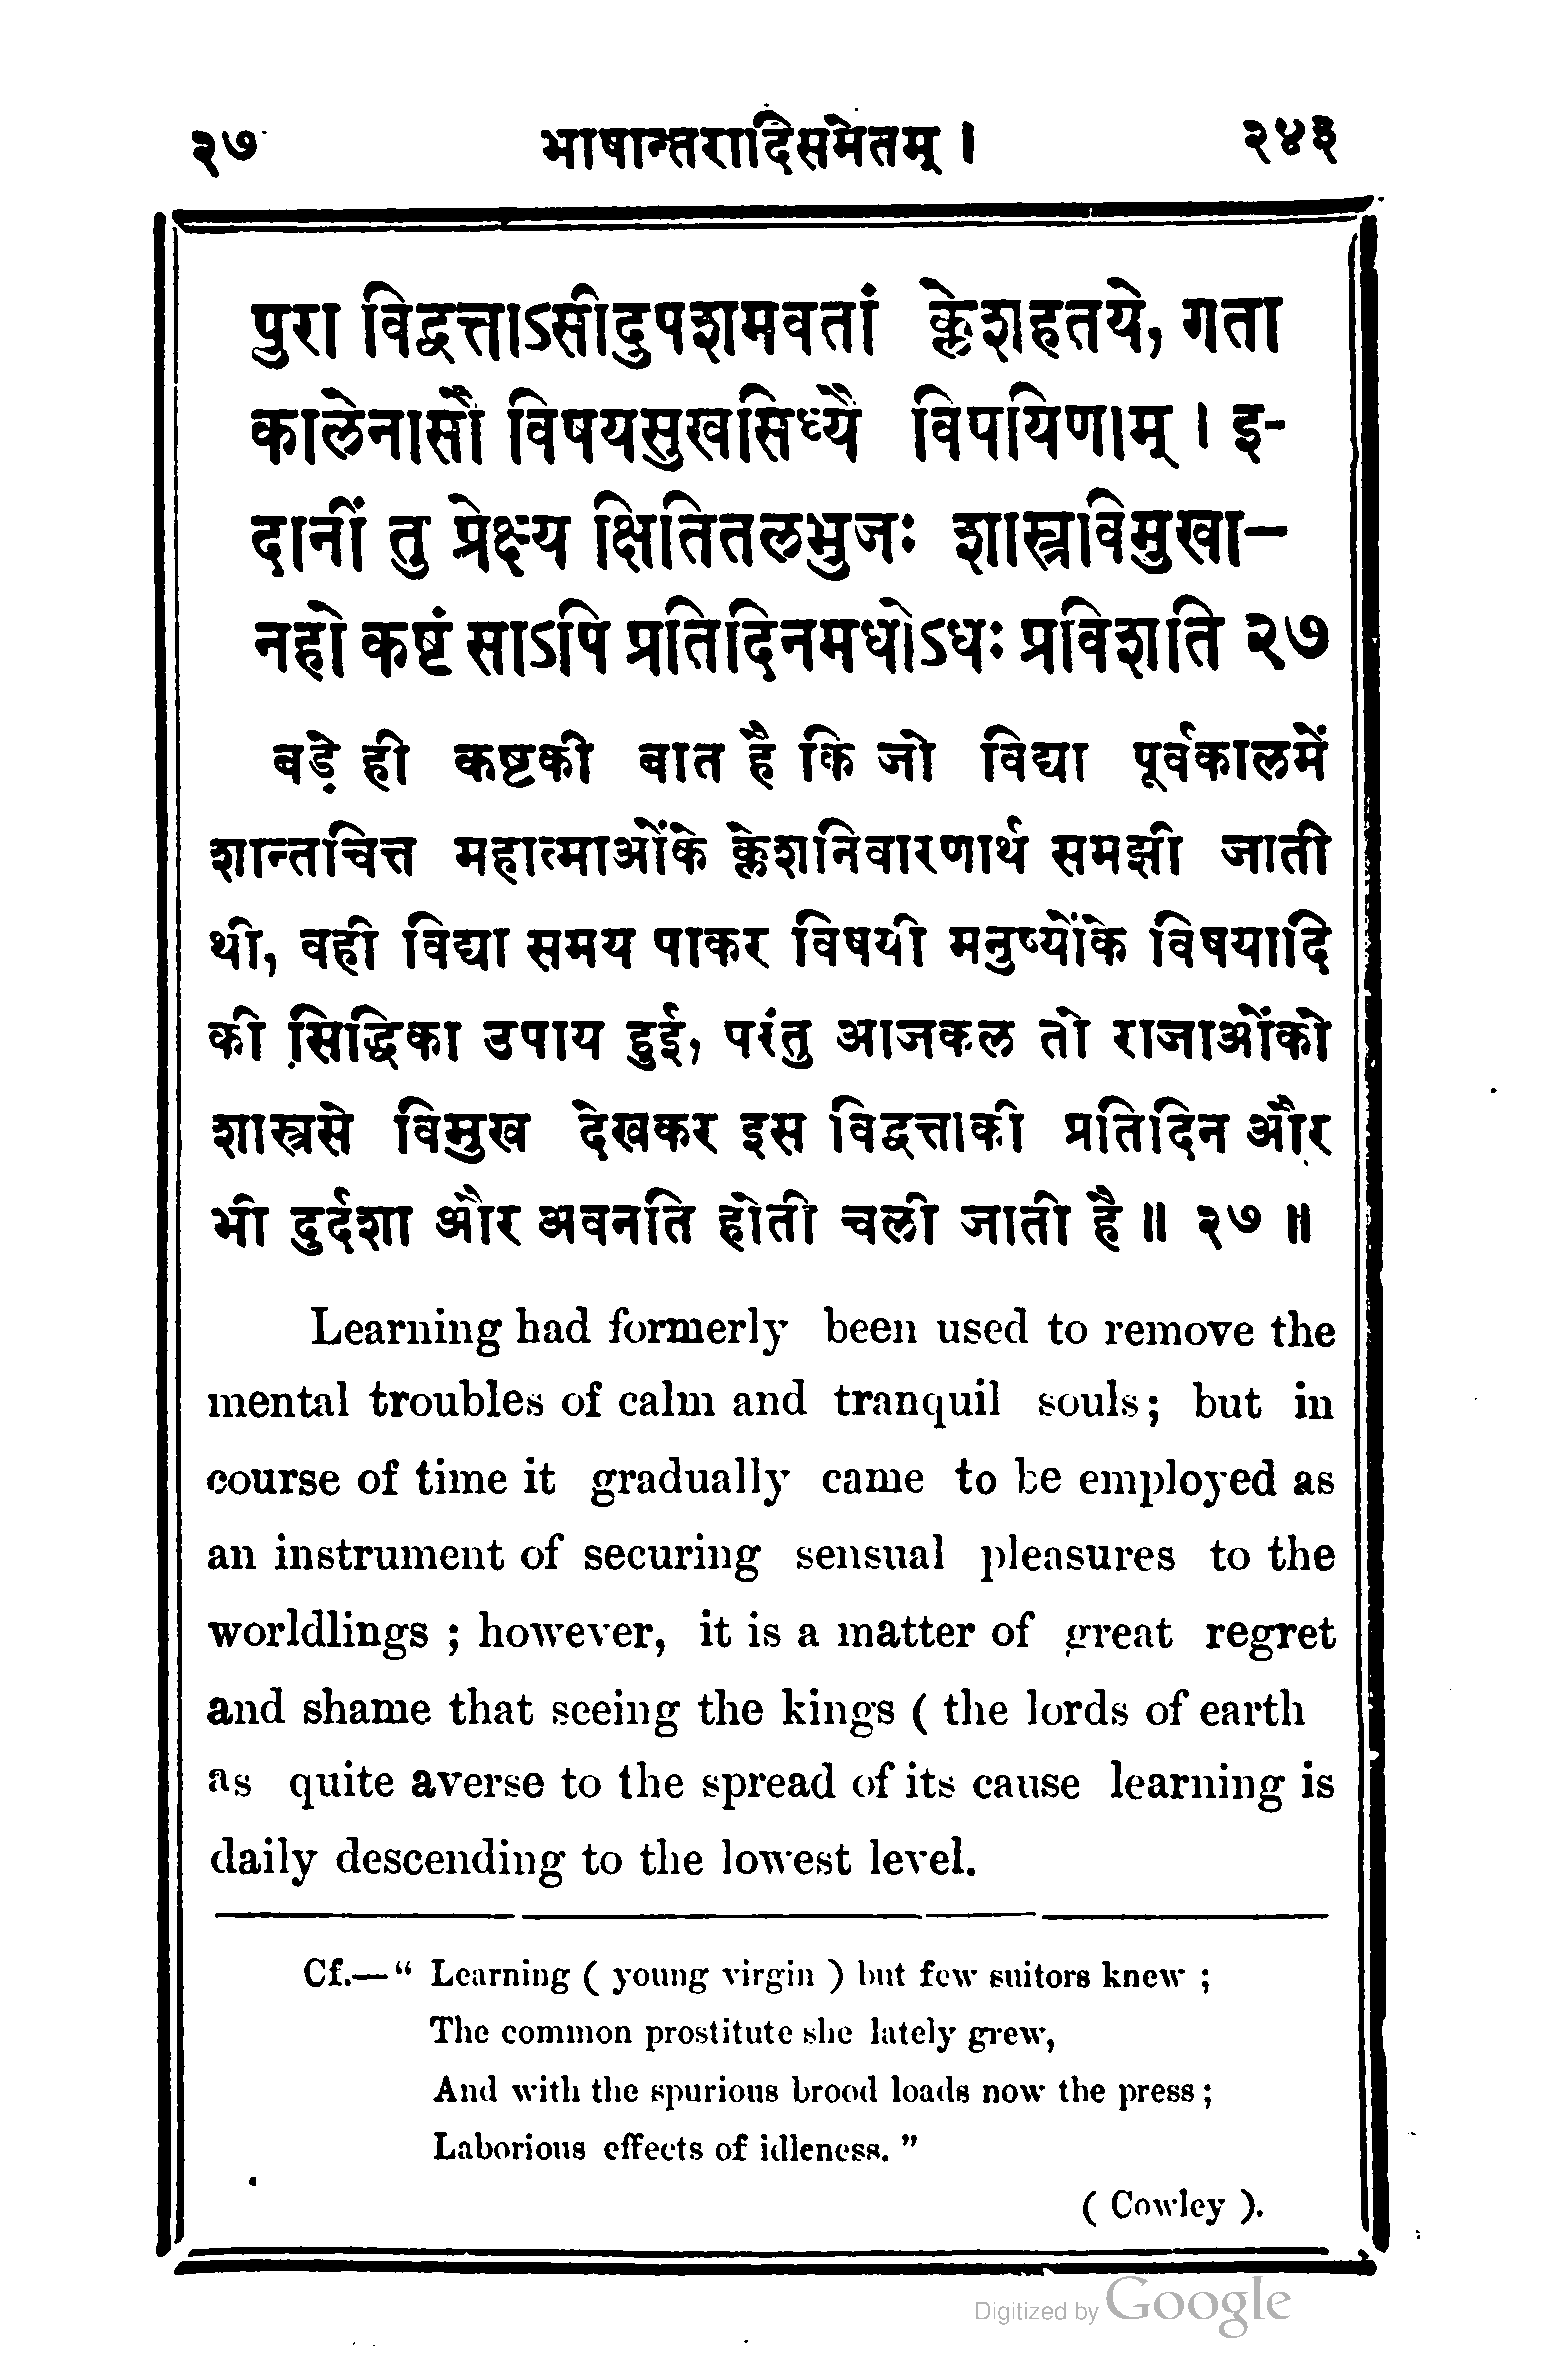 २७ भाषान्तरादिसमेतम् । २४३
पुरा विद्वत्ताऽसीदुपशमवतां क्लेशहतये, गता
कालेनासौ विषयसुखसिध्यै विपयिणाम् । इ-
दानीं तु प्रेक्ष्य क्षितितलभुजः शास्त्रविमुखा-
नहो कष्टं साऽपि प्रतिदिनमधोऽधः प्रविशति २७
बड़े ही कष्टकी बात है कि जो विद्या पूर्वकालमें
शान्तचित्त महात्माओंके क्लेशनिवारणार्थ समझी जाती
थी, वही विद्या समय पाकर विषयी मनुष्योंके विषयादि
की सिद्धिका उपाय हुई, परंतु आजकल तो राजाओंको
शास्त्रसे विमुख देखकर इस विद्वत्ताकी प्रतिदिन और
भी दुर्दशा और अवनति होती चली जाती है ॥ २७ ॥
Learning had formerly been used to remove the
mental troubles of calm and tranquil souls; but in
course of time it gradually came to be employed as
an instrument of securing sensual pleasures to the
worldlings ; however, it is a matter of great regret
and shame that seeing the kings ( the lords of earth
as quite averse to the spread of its cause learning is
daily descending to the lowest level.
Cf.—“ Learning ( young virgin ) but few suitors knew ;
The common prostitute she lately grew,
And with the spurious brood loads now the press ;
Laborious effects of idleness. ”
( Cowley ).
Digitized by Google